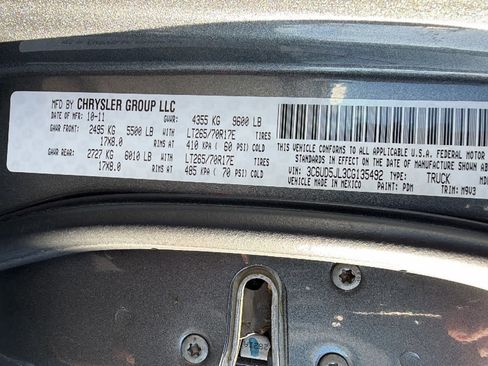 MFD BY CHRYSLER GROUP LLC
DATE OF MFR 10-11 GVWR 4355 KG 9600 LB
GAWR FRONT 2495 KG 5500 LB WITH LT265/70R17E TIRES
17X8.0 RIMS AT 410 KPA ( 60 PSI) COLD
GAWR REAR 2727 KG 6010 LB WITH LT265/70R17E TIRES
17X8.0 RIMS AT 485 KPA ( 70 PSI) COLD
THIS VEHICLE CONFORMS TO ALL APPLICABLE U.S.A. FEDERAL MOTOR
STANDARDS IN EFFECT ON THE DATE OF MANUFACTURE SHOWN
VIN: 3C6UD5JL3CG135492 TYPE: TRUCK
VEHICLE MADE IN MEXICO PAINT: PDM TRIM: M9V3